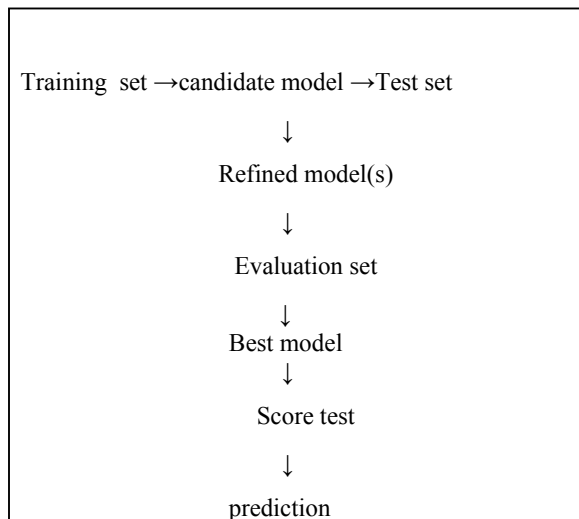 Training set →candidate model →Test set
↓
Refined model(s)
↓
Evaluation set
↓
Best model
↓
Score test
↓
prediction